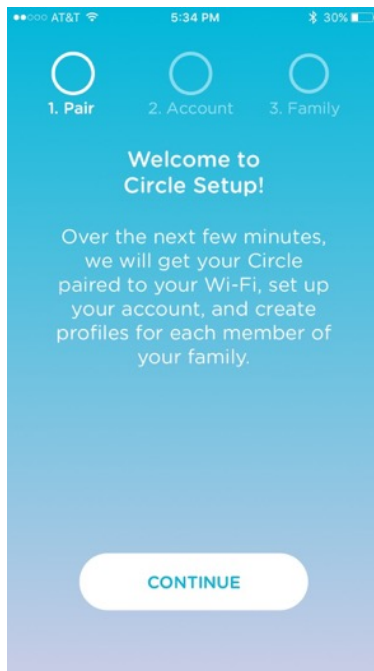 AT&T 5:34 PM 30%
1. Pair 2. Account 3. Family
Welcome to
Circle Setup!
Over the next few minutes,
we will get your Circle
paired to your Wi-Fi, set up
your account, and create
profiles for each member of
your family.
CONTINUE